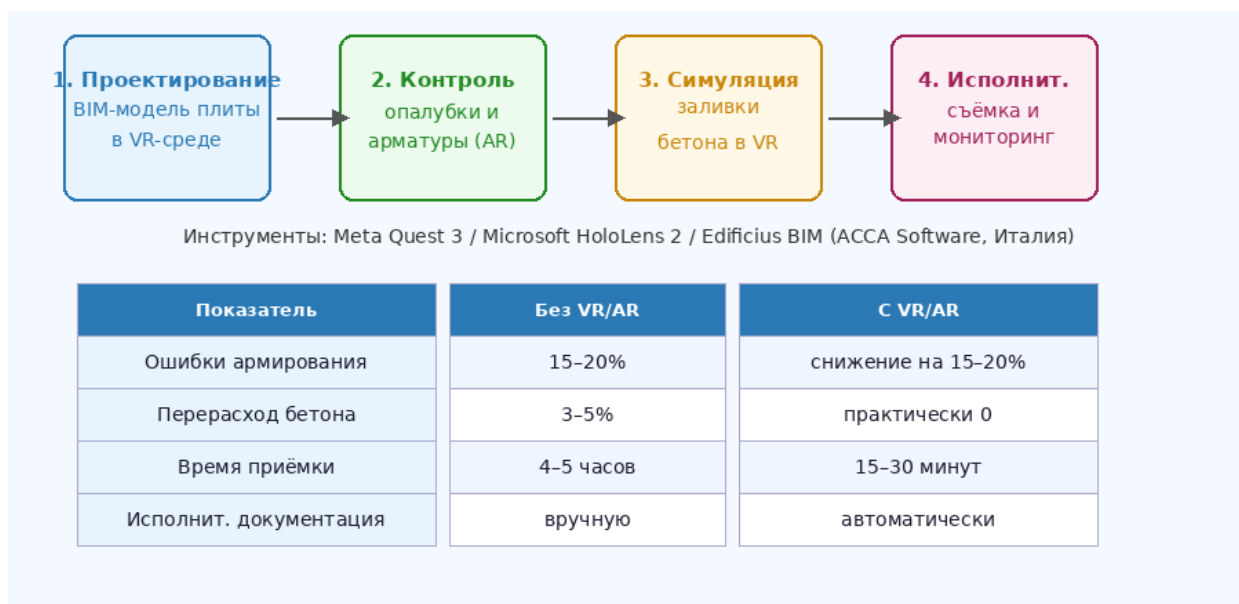 1. Проектирование
BIM-модель плиты
в VR-среде
2. Контроль
опалубки и
арматуры (AR)
3. Симуляция
заливки
бетона в VR
4. Исполнит.
съёмка и
мониторинг
Инструменты: Meta Quest 3 / Microsoft HoloLens 2 / Edificius BIM (ACCA Software, Италия)
Показатель Без VR/AR С VR/AR
Ошибки армирования 15–20% снижение на 15–20%
Перерасход бетона 3–5% практически 0
Время приёмки 4–5 часов 15–30 минут
Исполнит. документация вручную автоматически